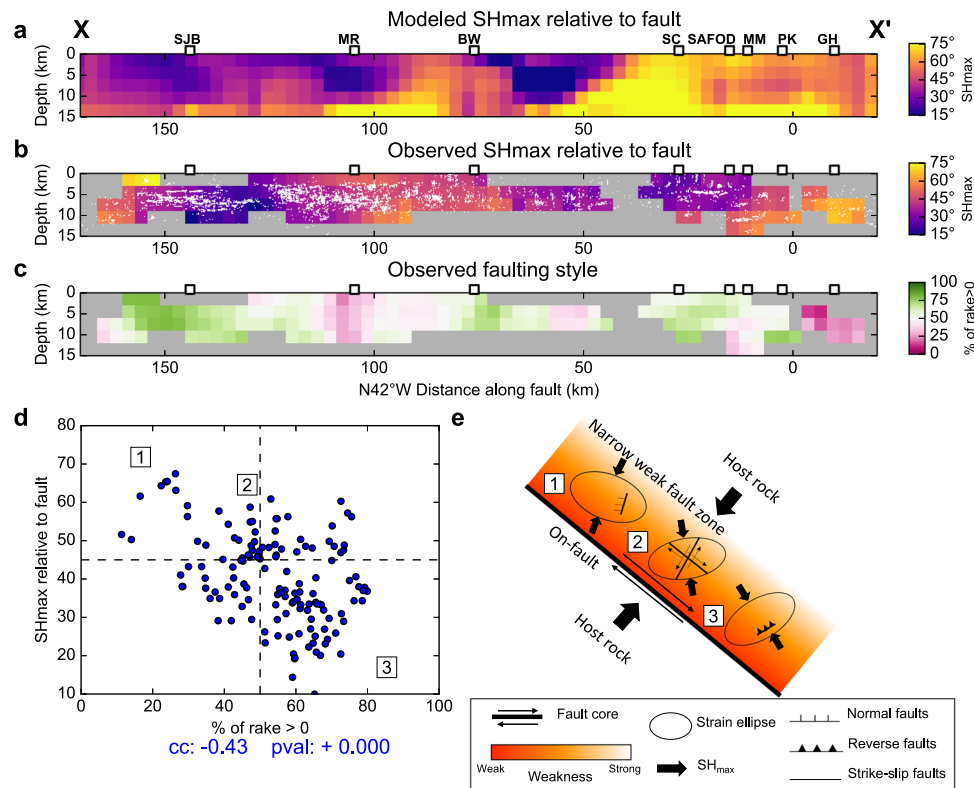 a X Modeled SHmax relative to fault X'
SJB MR BW SC SAFOD MM PK GH
Depth (km)
0
5
10
15
150 100 50 0
75°
60°
45°
30°
15°
SHmax
b Observed SHmax relative to fault
Depth (km)
0
5
10
15
150 100 50 0
75°
60°
45°
30°
15°
SHmax
c Observed faulting style
Depth (km)
0
5
10
15
150 100 50 0
N42°W Distance along fault (km)
100
75
50
25
0
% of rake>0
d
SHmax relative to fault
80
70
60
50
40
30
20
10
1
2
3
0 20 40 60 80 100
% of rake > 0
cc: -0.43 pval: + 0.000
e
Narrow weak fault zone
Host rock
1
2
3
On-fault
Host rock
Fault core
Weak Strong
Weakness
Strain ellipse
SHmax
Normal faults
Reverse faults
Strike-slip faults